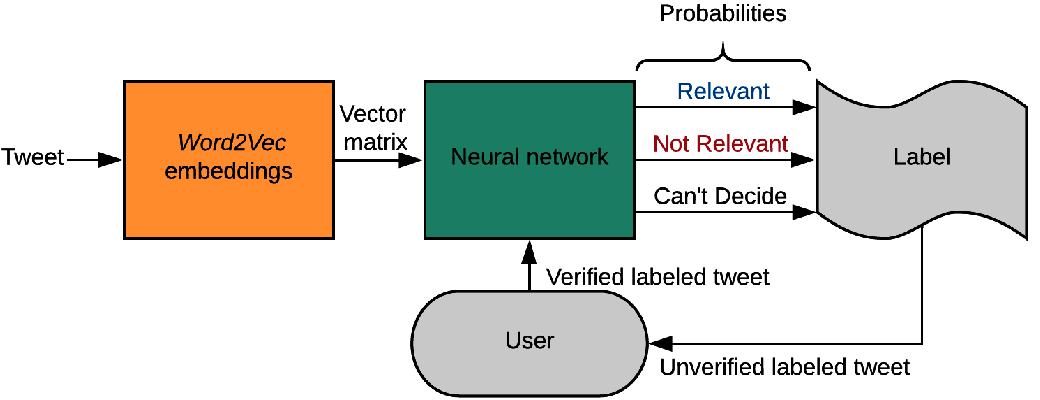 Probabilities
Relevant
Vector
matrix
Word2Vec
embeddings
Tweet
Neural network
Not Relevant
Label
Can't Decide
Verified labeled tweet
User
Unverified labeled tweet